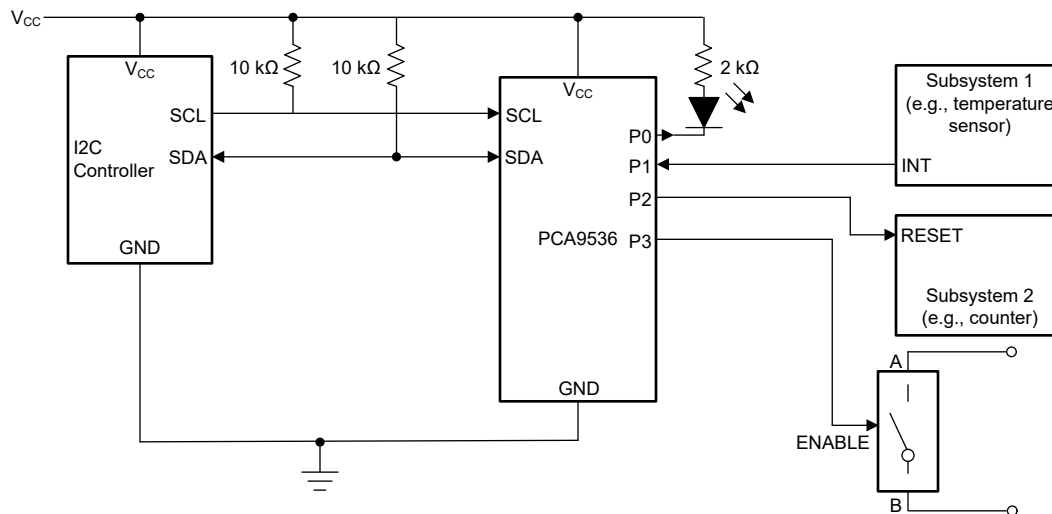 VCC
10 kΩ
10 kΩ
2 kΩ
VCC
SCL
I2C
Controller
SDA
GND
VCC
SCL
SDA
P0
P1
P2
P3
PCA9536
GND
Subsystem 1
(e.g., temperature
sensor)
INT
RESET
Subsystem 2
(e.g., counter)
A
ENABLE
B